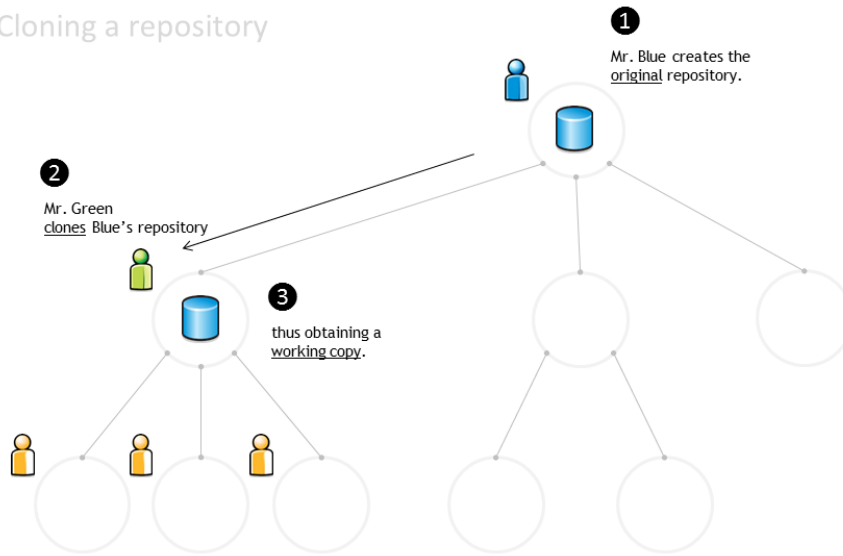 Cloning a repository
1
Mr. Blue creates the
original repository.
2
Mr. Green
clones Blue's repository
3
thus obtaining a
working copy.